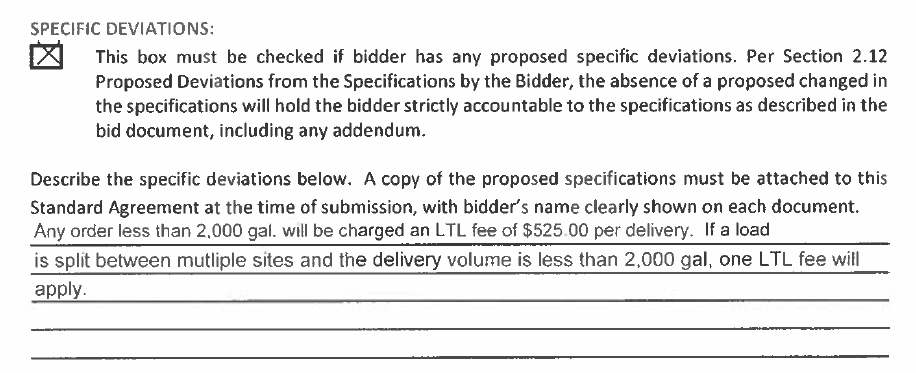 SPECIFIC DEVIATIONS:
This box must be checked if bidder has any proposed specific deviations. Per Section 2.12
Proposed Deviations from the Specifications by the Bidder, the absence of a proposed changed in
the specifications will hold the bidder strictly accountable to the specifications as described in the
bid document, including any addendum.
Describe the specific deviations below. A copy of the proposed specifications must be attached to this
Standard Agreement at the time of submission, with bidder's name clearly shown on each document.
Any order less than 2,000 gal. will be charged an LTL fee of $525.00 per delivery. If a load
is split between mutliple sites and the delivery volume is less than 2,000 gal, one LTL fee will
apply.